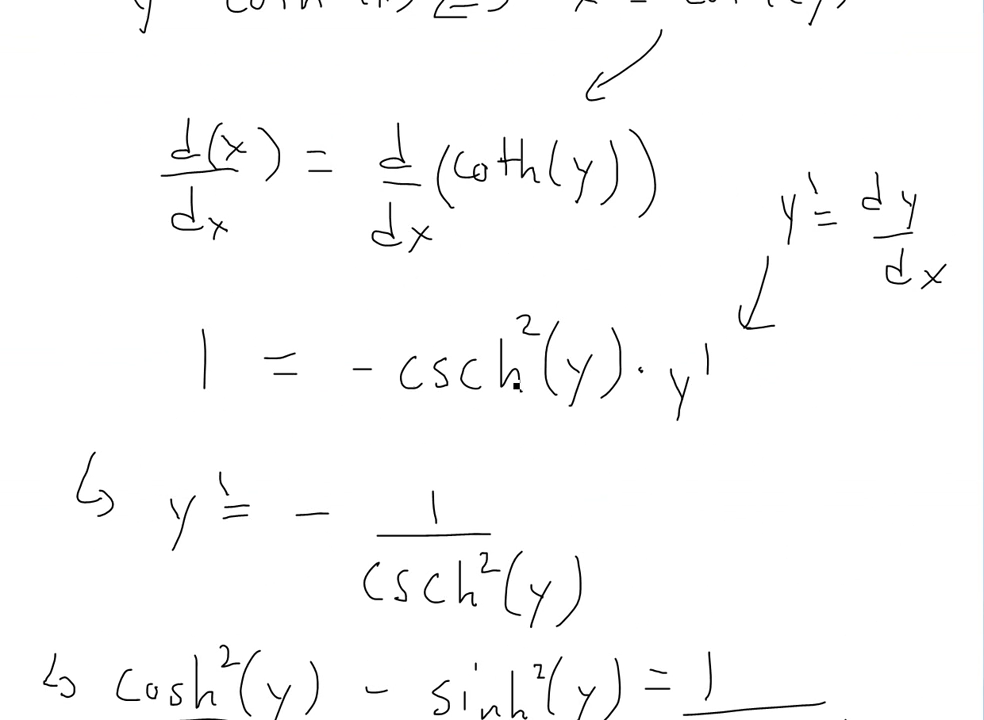 d(x)/dx = d/dx (coth(y))
y' = dy/dx
1 = - csch²(y) · y'
↳ y' = - 1/csch²(y)
↳ cosh²(y) - sinh²(y) = 1